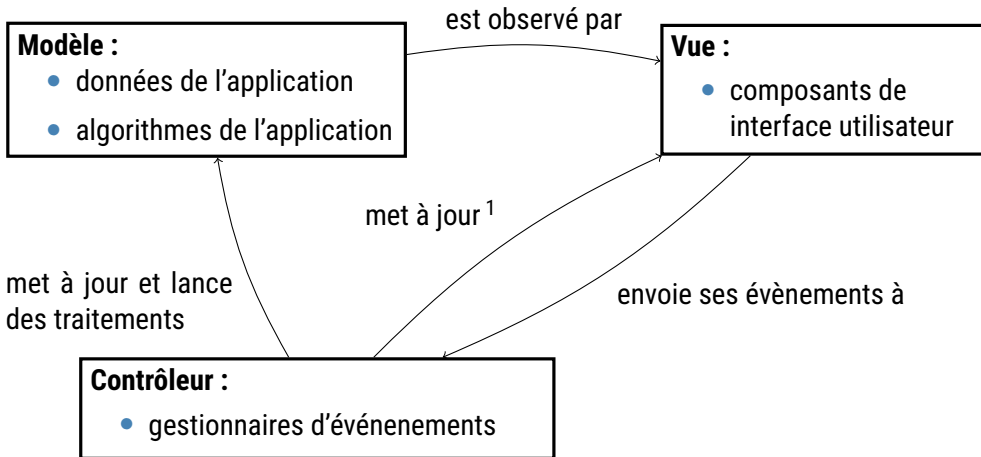 est observé par
Modèle :
données de l'application
algorithmes de l'application
Vue :
composants de
interface utilisateur
met à jour 1
met à jour et lance
des traitements
envoie ses évènements à
Contrôleur :
gestionnaires d'événenements